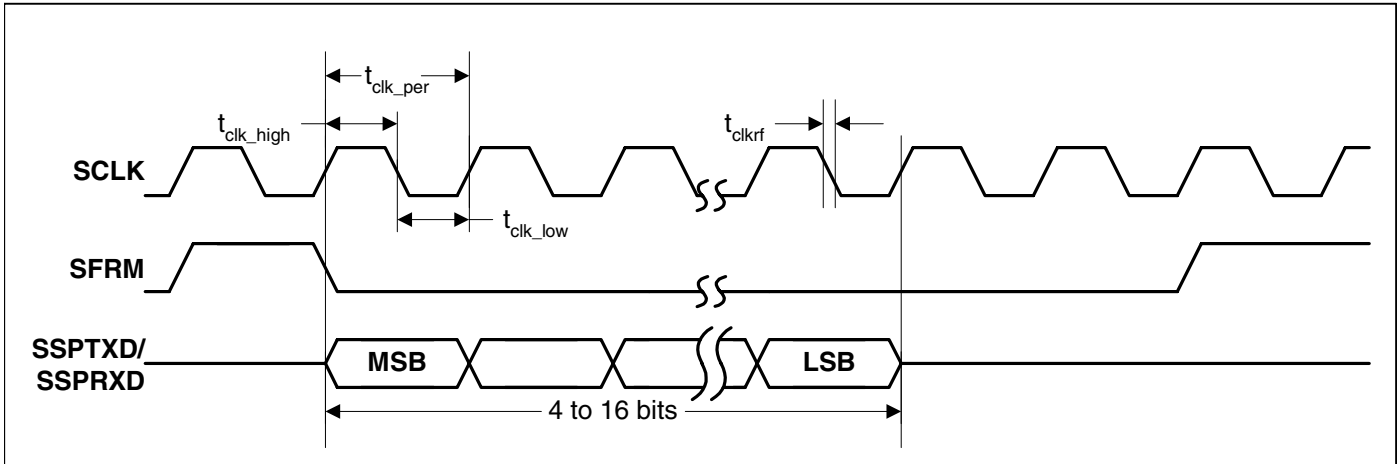 t_clk_per
t_clk_high
t_clkrf
SCLK
t_clk_low
SFRM
SSPTXD/
SSPRXD
MSB
LSB
4 to 16 bits